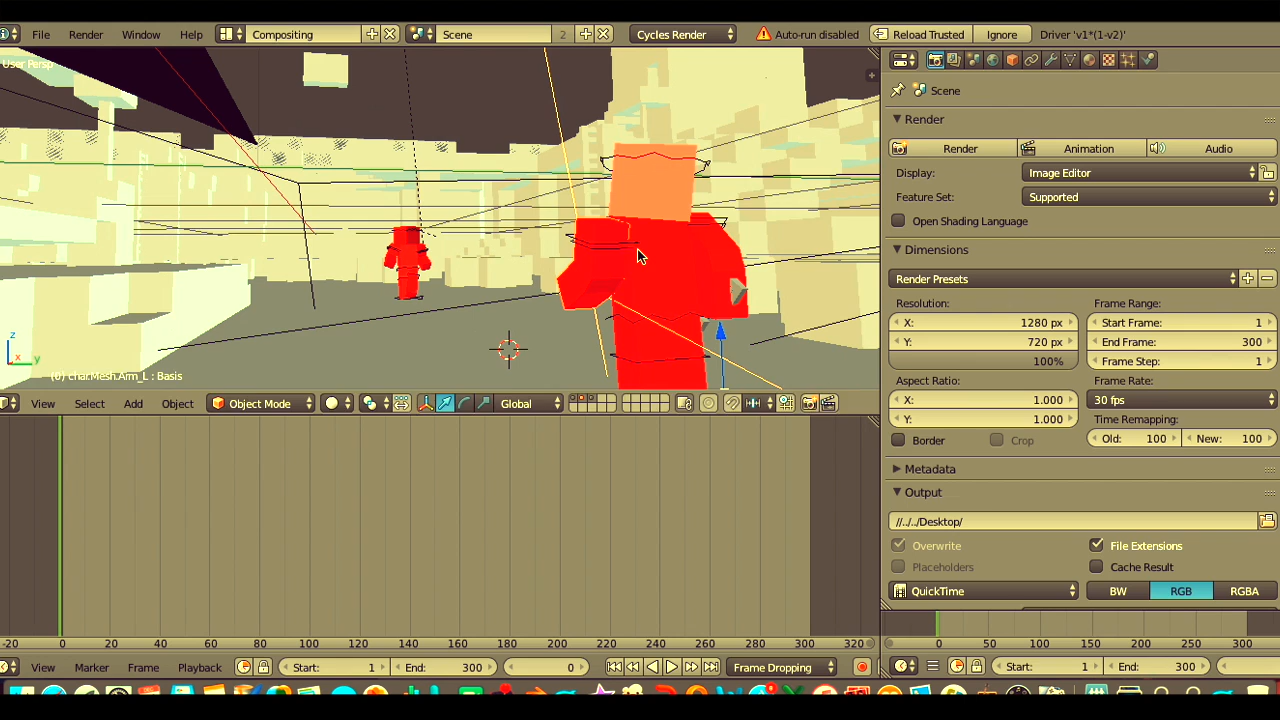 File Render Window Help Compositing Scene 2 Cycles Render Auto-run disabled Reload Trusted Ignore Driver 'v1*(1-v2)'
User Persp
z
x y
(0) CharMesh.Arm_L : Basis
View Select Add Object Object Mode Global
-20 0 20 40 60 80 100 120 140 160 180 200 220 240 260 280 300 320
View Marker Frame Playback Start: 1 End: 300 0 Frame Dropping
Scene
Render
Render Animation Audio
Display: Image Editor
Feature Set: Supported
Open Shading Language
Dimensions
Render Presets
Resolution: Frame Range:
X: 1280 px Start Frame: 1
Y: 720 px End Frame: 300
100% Frame Step: 1
Aspect Ratio: Frame Rate:
X: 1.000 30 fps
Y: 1.000 Time Remapping:
Border Crop Old: 100 New: 100
Metadata
Output
//../../Desktop/
Overwrite File Extensions
Placeholders Cache Result
QuickTime BW RGB RGBA
0 50 100 150 200 250 300
Start: 1 End: 300